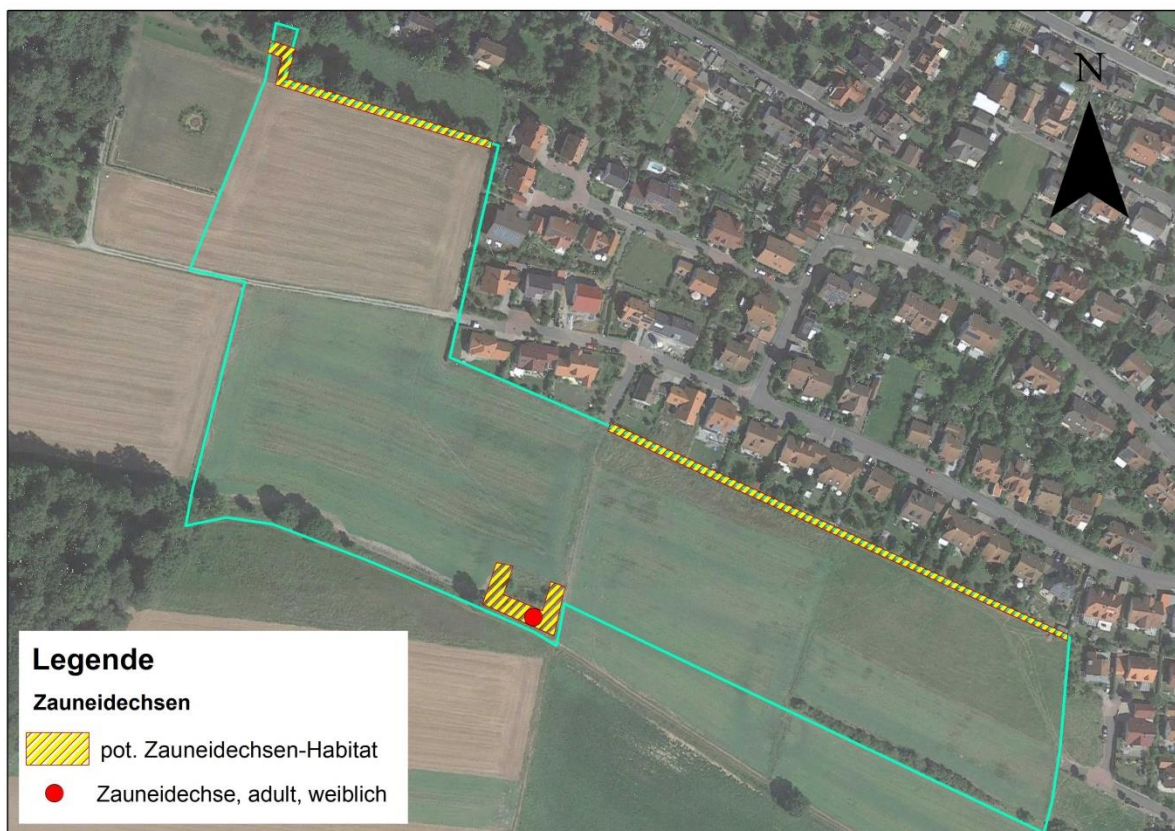 N
Legende
Zauneidechsen
pot. Zauneidechsen-Habitat
Zauneidechse, adult, weiblich